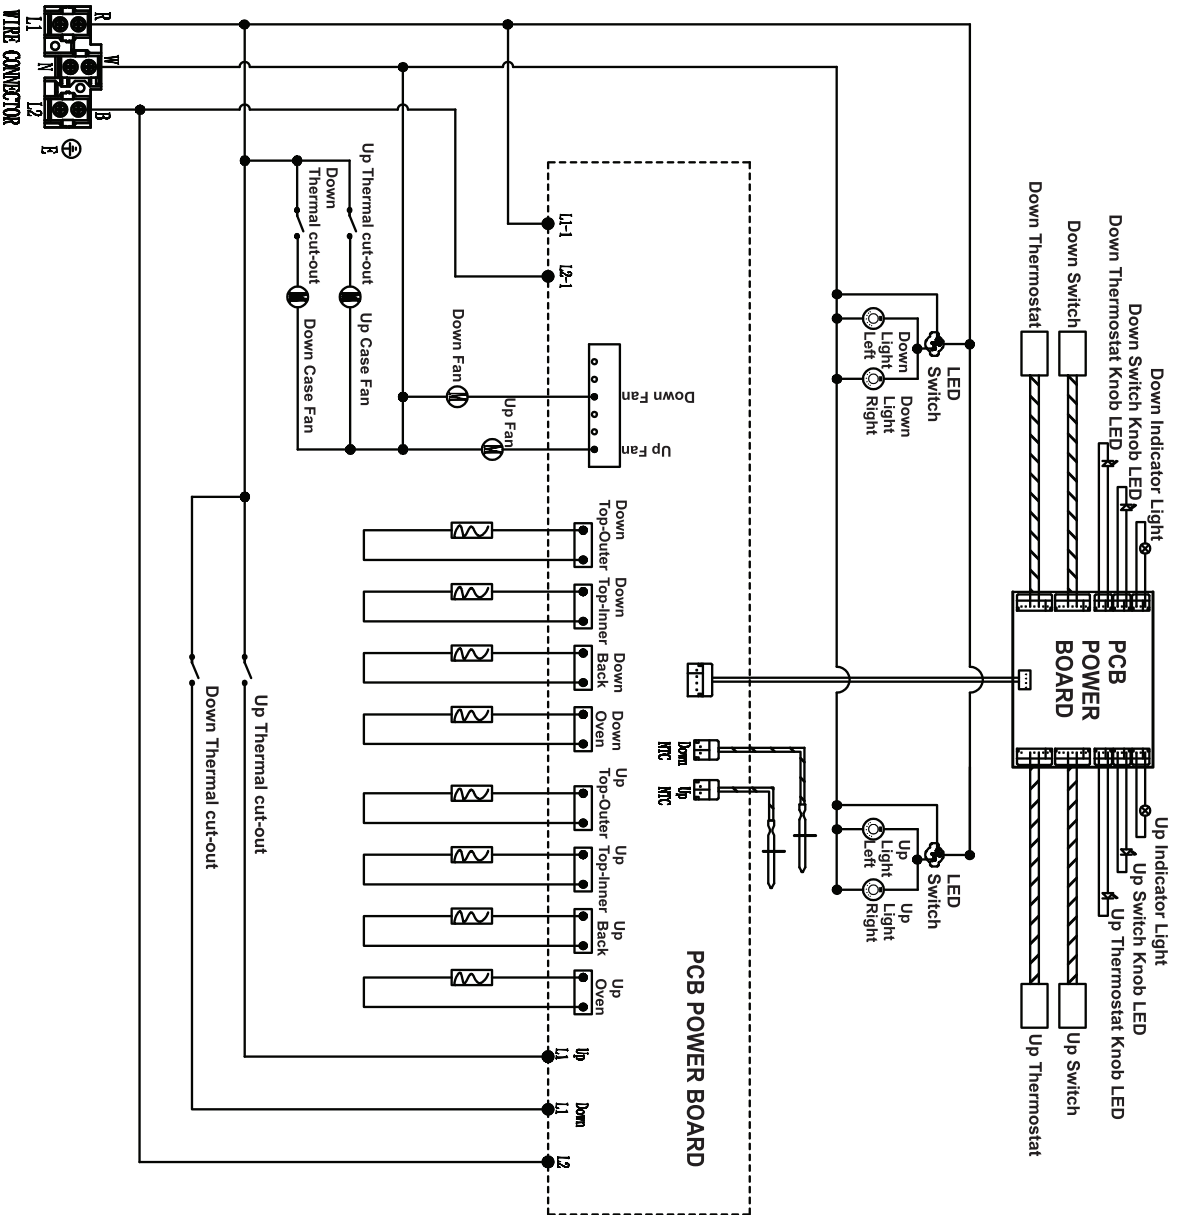 WIRE CONNECTOR
L1
R
N
W
L2
B
E
Up Thermal cut-out
Down
Thermal cut-out
Up Case Fan
Down Case Fan
L1-1
L2-1
Down Fan
Up Fan
Down Fan
Up Fan
Down
Top-Outer
Down
Top-Inner
Down
Back
Down
Oven
Up
Top-Outer
Up
Top-Inner
Up
Back
Up
Oven
Up Thermal cut-out
Down Thermal cut-out
Up
L1
Down
L1
L2
PCB POWER BOARD
Down
NTC
Up
NTC
LED
Switch
Down
Light
Left
Down
Light
Right
LED
Switch
Up
Light
Left
Up
Light
Right
PCB
POWER
BOARD
Down Indicator Light
Down Switch Knob LED
Down Thermostat Knob LED
Down Switch
Down Thermostat
Up Indicator Light
Up Switch Knob LED
Up Thermostat Knob LED
Up Switch
Up Thermostat